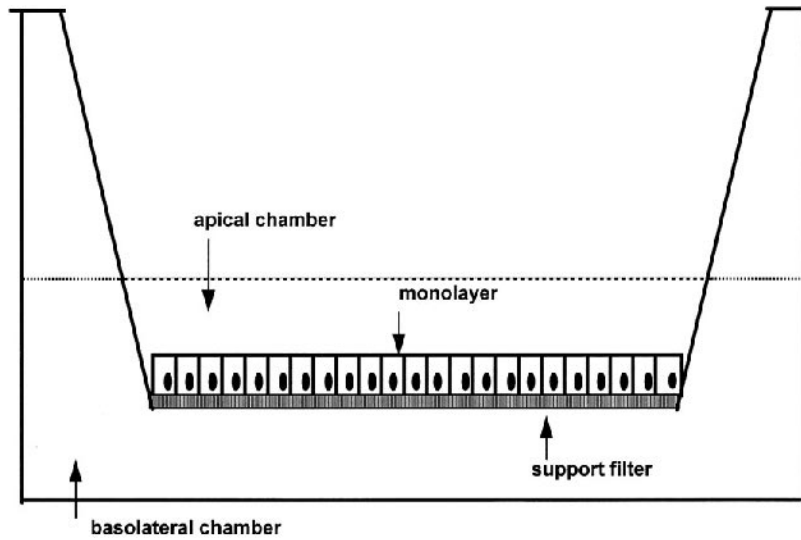 apical chamber
monolayer
support filter
basolateral chamber